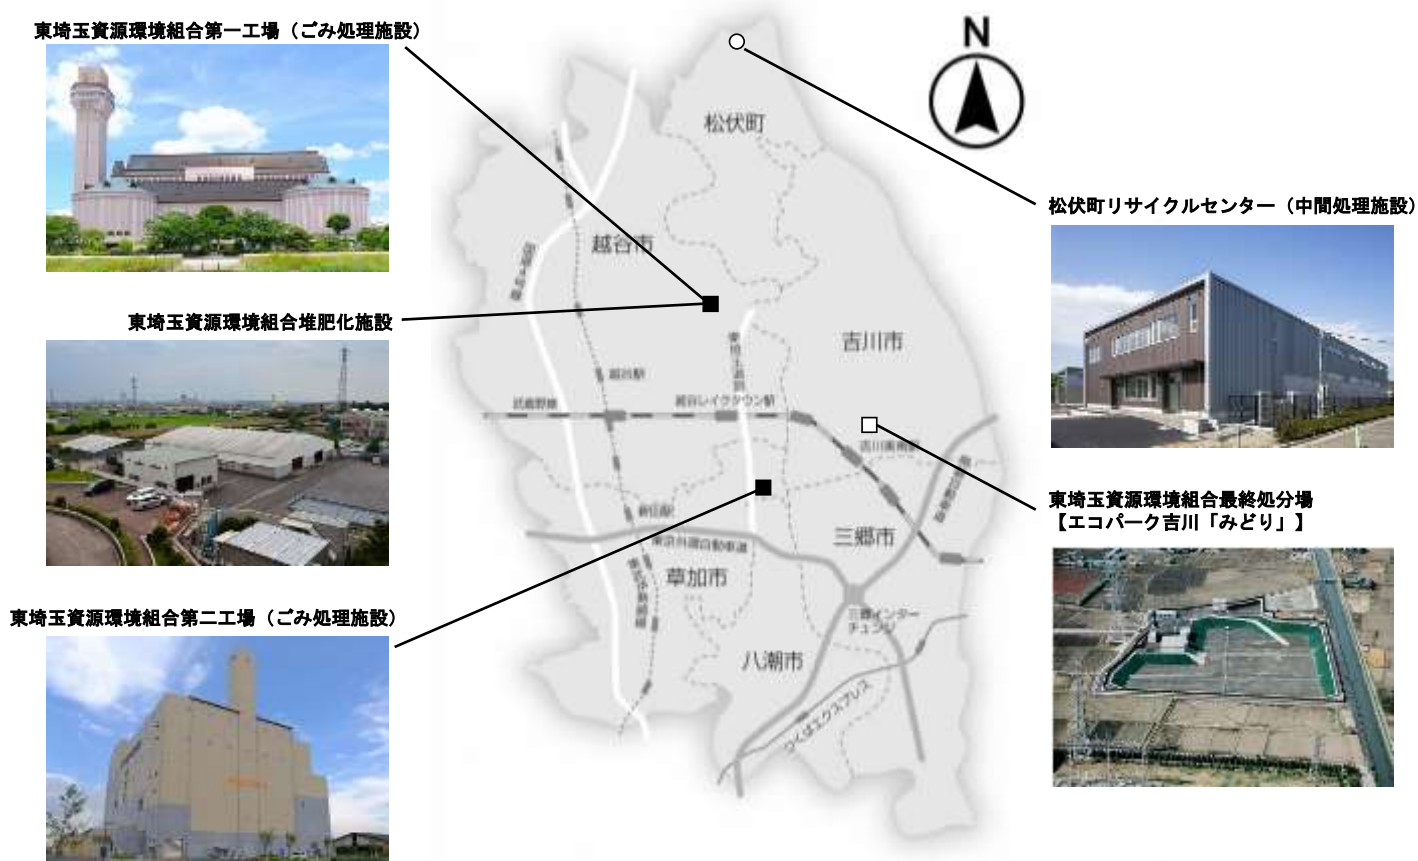 東埼玉資源環境組合第一工場（ごみ処理施設）
N
松伏町
松伏町リサイクルセンター（中間処理施設）
越谷市
東埼玉資源環境組合堆肥化施設
東埼玉道路
吉川市
越谷駅
武蔵野線
越谷レイクタウン駅
吉川美南駅
東埼玉資源環境組合最終処分場
【エコパーク吉川「みどり」】
三郷市
東京外環自動車道
草加市
東埼玉資源環境組合第二工場（ごみ処理施設）
三郷インター
チェンジ
八潮市
つくばエクスプレス